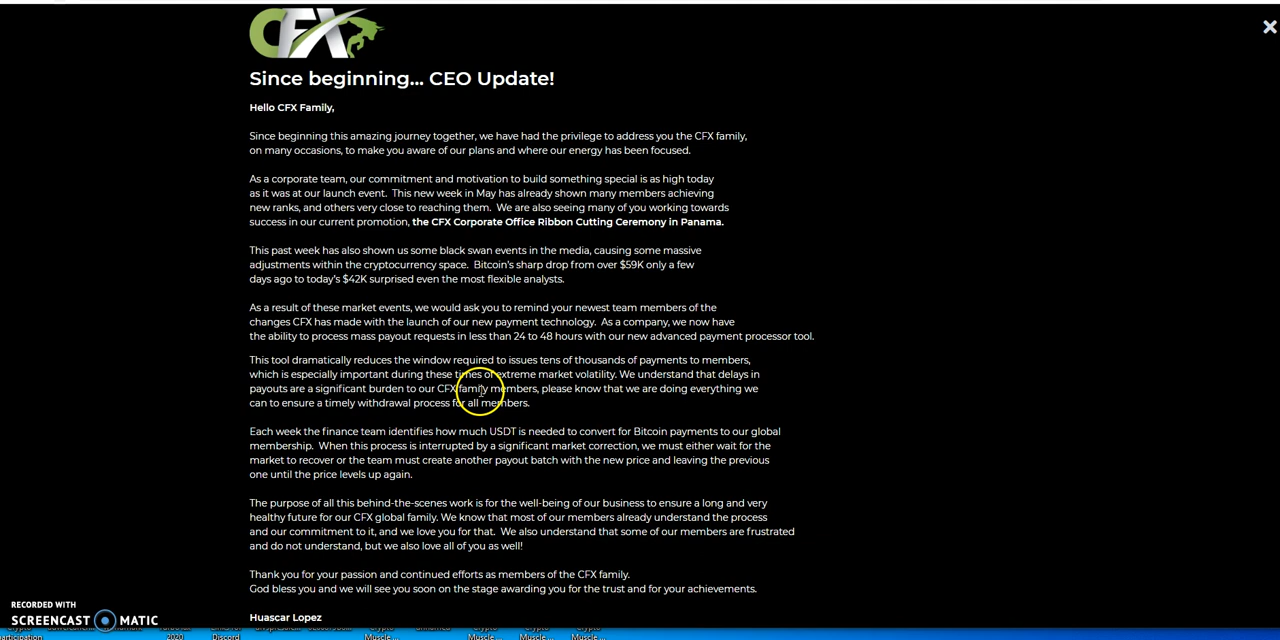 CFX
Since beginning... CEO Update!
Hello CFX Family,
Since beginning this amazing journey together, we have had the privilege to address you the CFX family,
on many occasions, to make you aware of our plans and where our energy has been focused.
As a corporate team, our commitment and motivation to build something special is as high today
as it was at our launch event. This new week in May has already shown many members achieving
new ranks, and others very close to reaching them. We are also seeing many of you working towards
success in our current promotion, the CFX Corporate Office Ribbon Cutting Ceremony in Panama.
This past week has also shown us some black swan events in the media, causing some massive
adjustments within the cryptocurrency space. Bitcoin's sharp drop from over $59K only a few
days ago to today's $42K surprised even the most flexible analysts.
As a result of these market events, we would ask you to remind your newest team members of the
changes CFX has made with the launch of our new payment technology. As a company, we now have
the ability to process mass payout requests in less than 24 to 48 hours with our new advanced payment processor tool.
This tool dramatically reduces the window required to issues tens of thousands of payments to members,
which is especially important during these times of extreme market volatility. We understand that delays in
payouts are a significant burden to our CFX family members, please know that we are doing everything we
can to ensure a timely withdrawal process for all members.
Each week the finance team identifies how much USDT is needed to convert for Bitcoin payments to our global
membership. When this process is interrupted by a significant market correction, we must either wait for the
market to recover or the team must create another payout batch with the new price and leaving the previous
one until the price levels up again.
The purpose of all this behind-the-scenes work is for the well-being of our business to ensure a long and very
healthy future for our CFX global family. We know that most of our members already understand the process
and our commitment to it, and we love you for that. We also understand that some of our members are frustrated
and do not understand, but we also love all of you as well!
Thank you for your passion and continued efforts as members of the CFX family.
God bless you and we will see you soon on the stage awarding you for the trust and for your achievements.
Huascar Lopez
RECORDED WITH
SCREENCAST MATIC
2020 Discord Muscle... Muscle... Muscle...